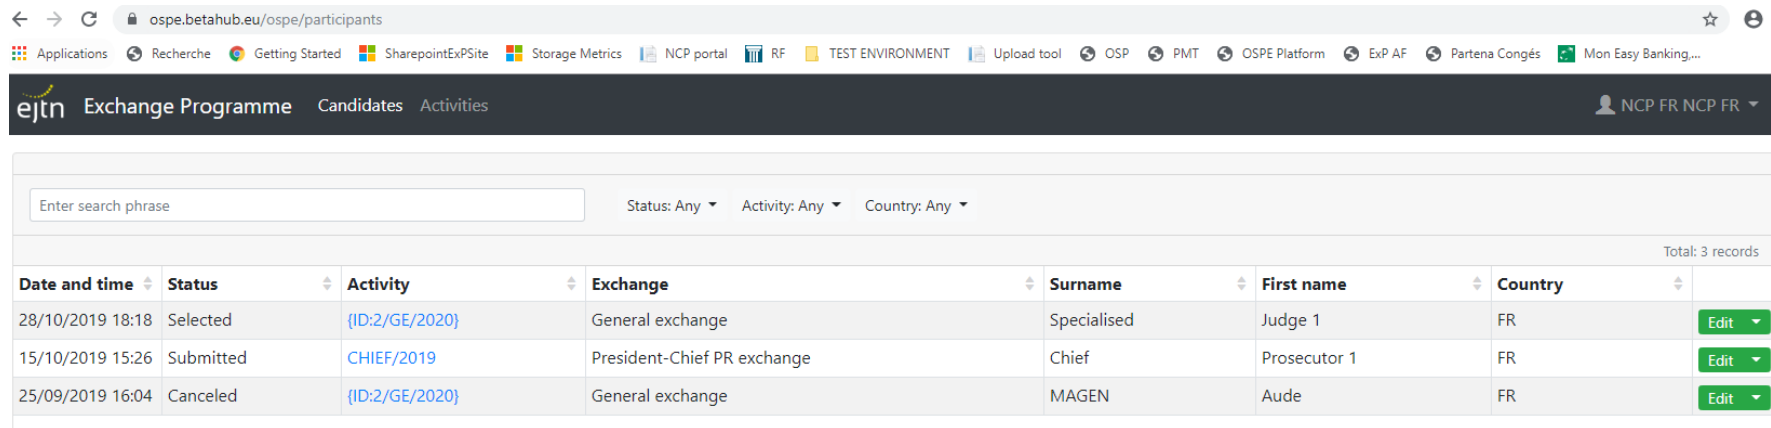 ospe.betahub.eu/ospe/participants
Applications Recherche Getting Started SharepointExPSite Storage Metrics NCP portal RF TEST ENVIRONMENT Upload tool OSP PMT OSPE Platform ExP AF Partena Congés Mon Easy Banking,...
ejtn Exchange Programme Candidates Activities NCP FR NCP FR
Enter search phrase Status: Any Activity: Any Country: Any
Total: 3 records
Date and time Status Activity Exchange Surname First name Country
28/10/2019 18:18 Selected {ID:2/GE/2020} General exchange Specialised Judge 1 FR Edit
15/10/2019 15:26 Submitted CHIEF/2019 President-Chief PR exchange Chief Prosecutor 1 FR Edit
25/09/2019 16:04 Canceled {ID:2/GE/2020} General exchange MAGEN Aude FR Edit